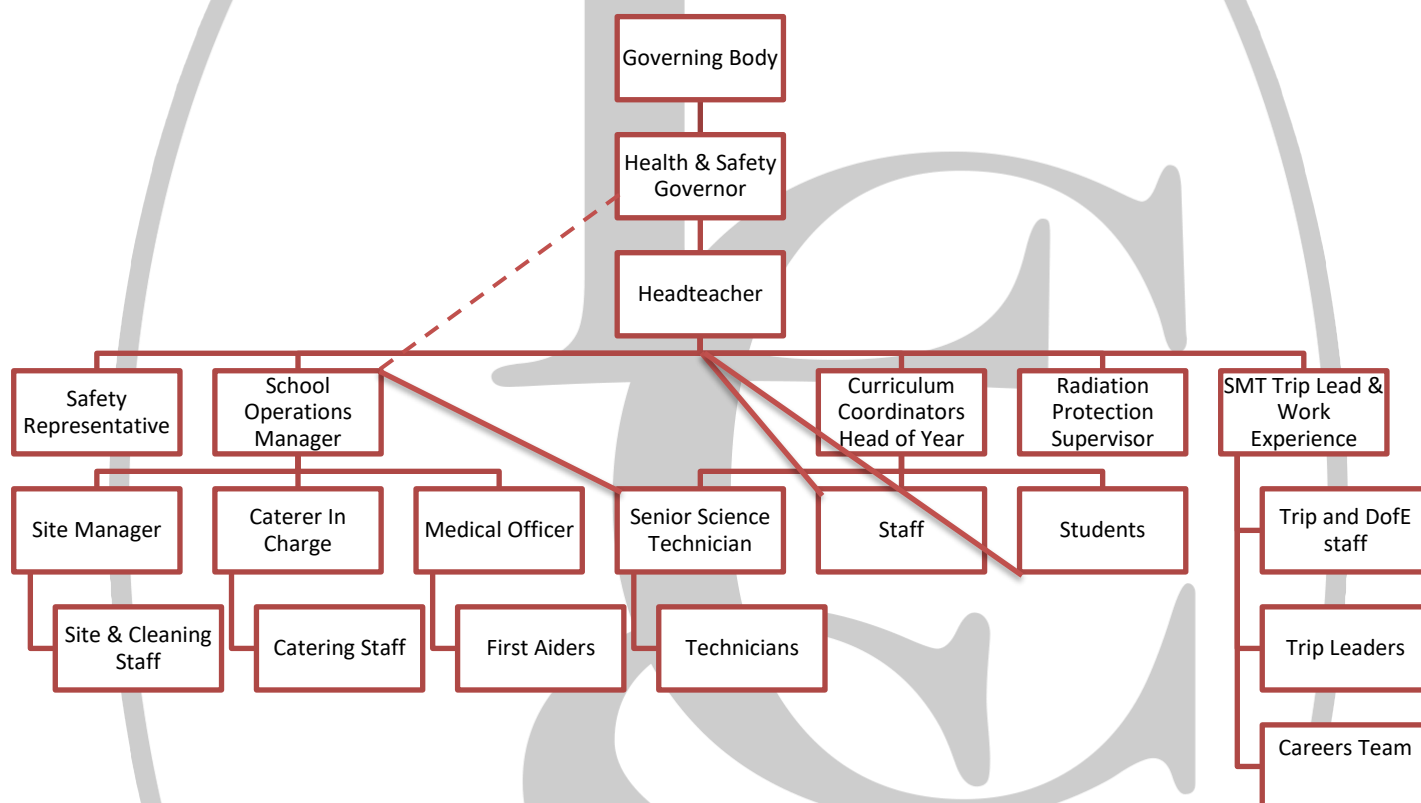 Governing Body
Health & Safety
Governor
Headteacher
Safety
Representative
School
Operations
Manager
Curriculum
Coordinators
Head of Year
Radiation
Protection
Supervisor
SMT Trip Lead &
Work
Experience
Site Manager
Caterer In
Charge
Medical Officer
Senior Science
Technician
Staff
Students
Trip and DofE
staff
Site & Cleaning
Staff
Catering Staff
First Aiders
Technicians
Trip Leaders
Careers Team